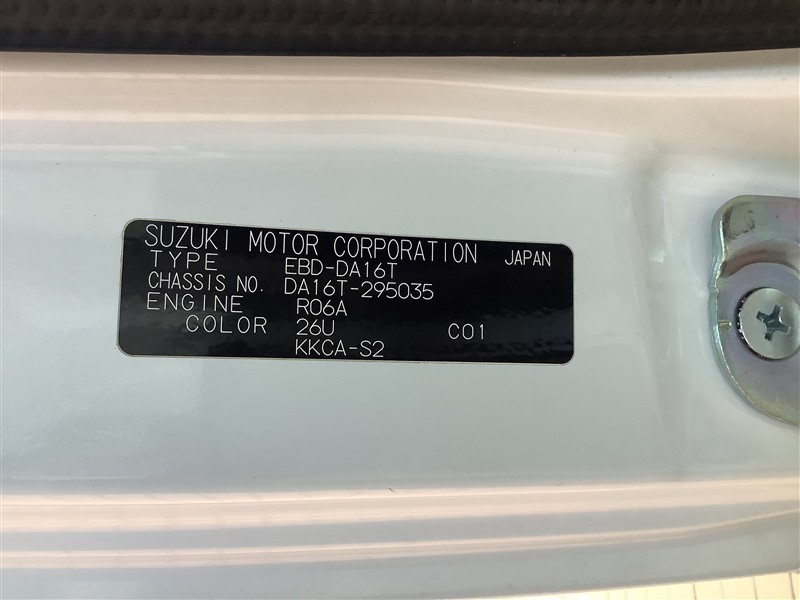 SUZUKI MOTOR CORPORATION JAPAN
TYPE EBD-DA16T
CHASSIS NO. DA16T-295035
ENGINE R06A
COLOR 26U C01
KKCA-S2